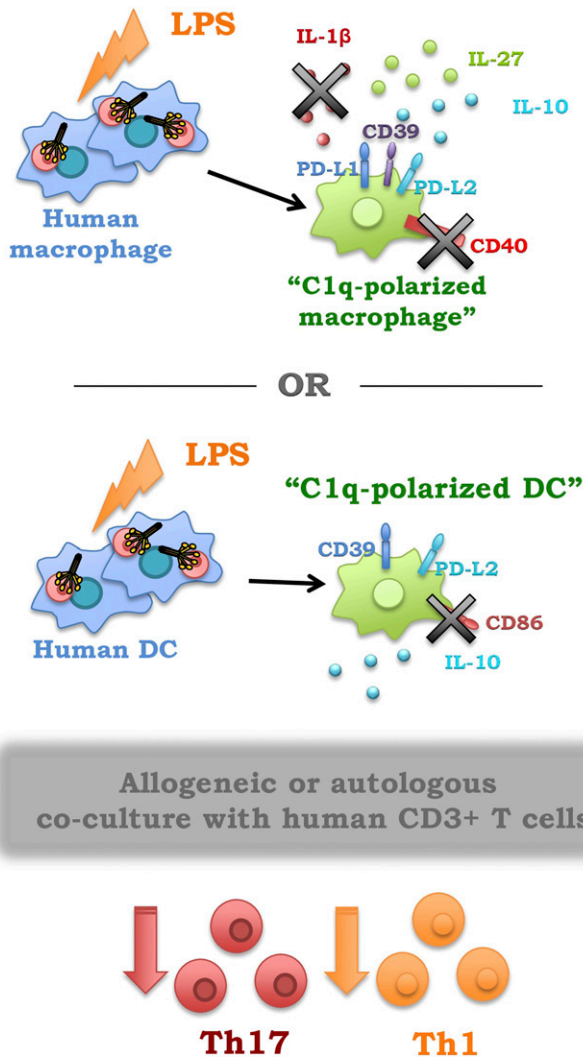 LPS
IL-1β
IL-27
IL-10
CD39
PD-L1
PD-L2
Human
macrophage
CD40
“C1q-polarized
macrophage”
OR
LPS
“C1q-polarized DC”
CD39
PD-L2
CD86
Human DC
IL-10
Allogeneic or autologous
co-culture with human CD3+ T cells
Th17
Th1